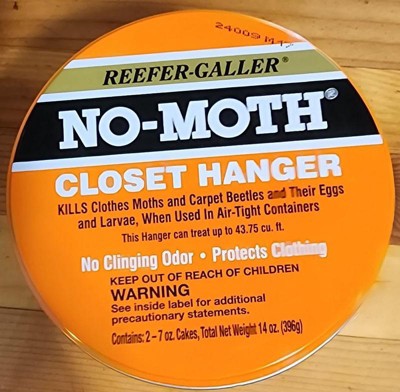 24009 M
REEFER-GALLER®
NO-MOTH®
CLOSET HANGER
KILLS Clothes Moths and Carpet Beetles and Their Eggs
and Larvae, When Used In Air-Tight Containers
This Hanger can treat up to 43.75 cu. ft.
No Clinging Odor • Protects Clothing
KEEP OUT OF REACH OF CHILDREN
WARNING
See inside label for additional
precautionary statements.
Contains: 2-7 oz. Cakes, Total Net Weight 14 oz. (396g)